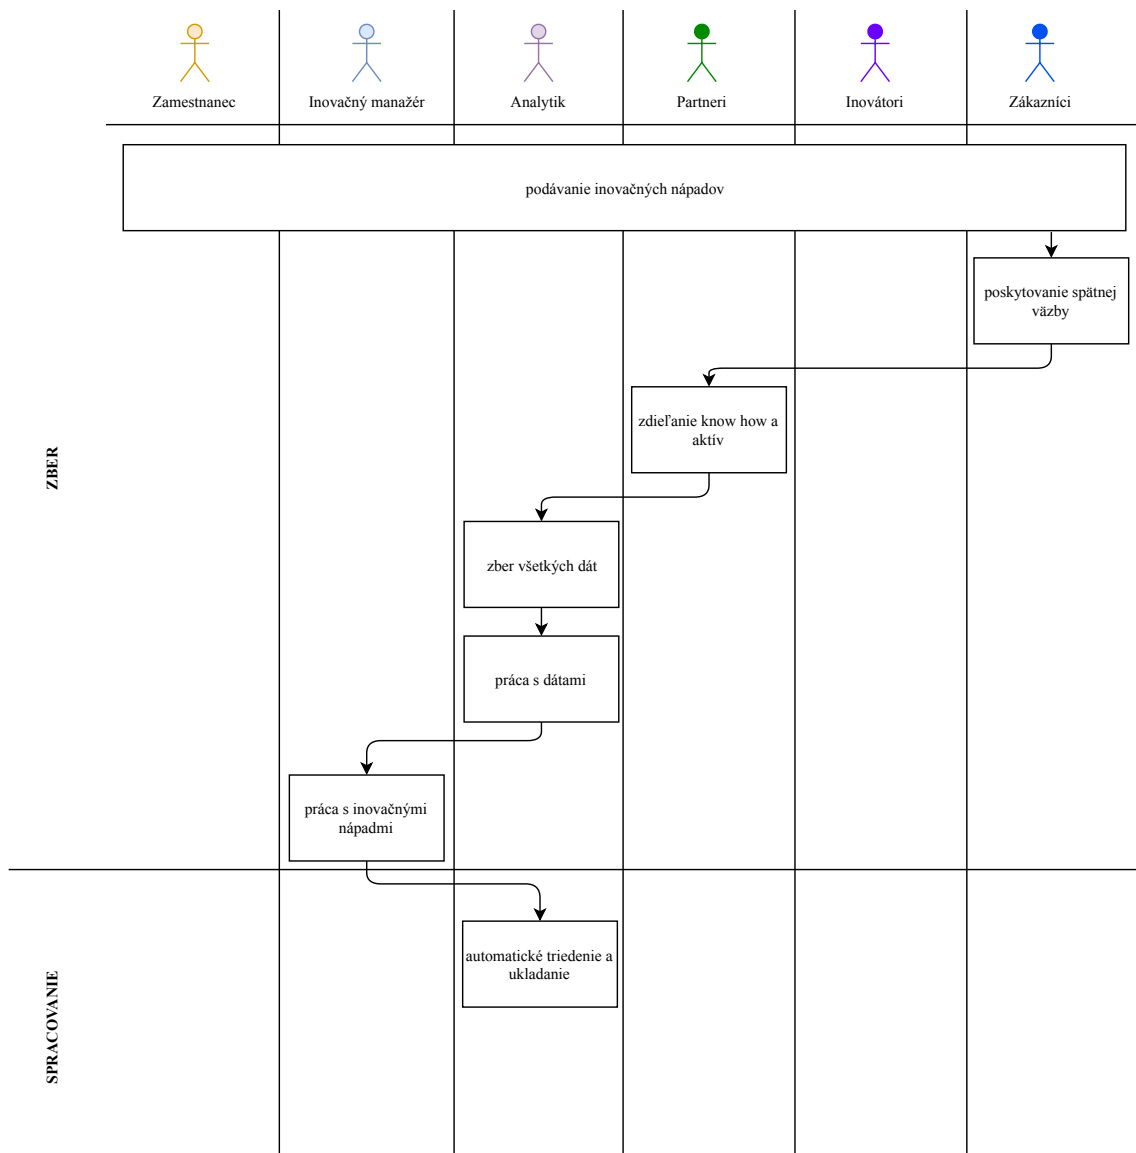 Zamestnanec
Inovačný manažér
Analytik
Partneri
Inovátori
Zákazníci
podávanie inovačných nápadov
poskytovanie spätnej
väzby
zdieľanie know how a
aktív
ZBER
zber všetkých dát
práca s dátami
práca s inovačnými
nápadmi
automatické triedenie a
ukladanie
SPRACOVANIE